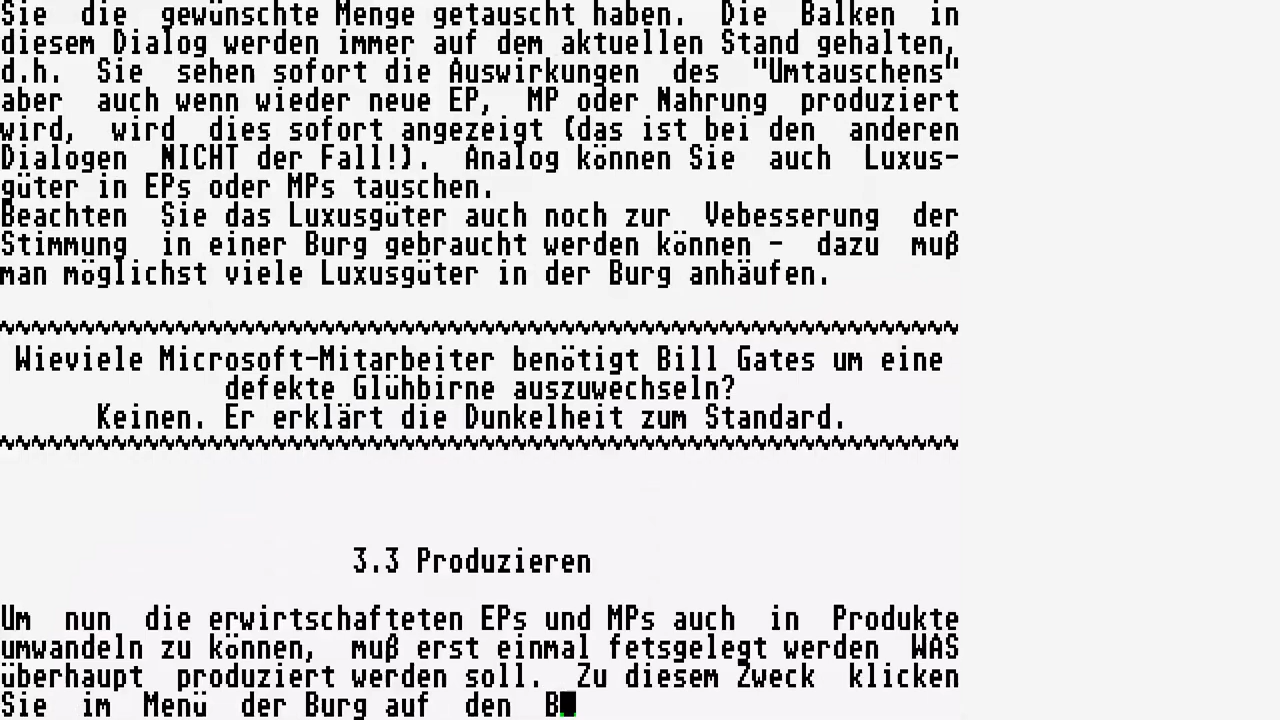 Sie die gewünschte Menge getauscht haben. Die Balken in
diesem Dialog werden immer auf dem aktuellen Stand gehalten,
d.h. Sie sehen sofort die Auswirkungen des "Umtauschens"
aber auch wenn wieder neue EP, MP oder Nahrung produziert
wird, wird dies sofort angezeigt (das ist bei den anderen
Dialogen NICHT der Fall!). Analog können Sie auch Luxus-
güter in EPs oder MPs tauschen.
Beachten Sie das Luxusgüter auch noch zur Vebesserung der
Stimmung in einer Burg gebraucht werden können - dazu muß
man möglichst viele Luxusgüter in der Burg anhäufen.
~~~~~~~~~~~~~~~~~~~~~~~~~~~~~~~~~~~~~~~~~~~~~~~~~~~~~~~~~~~~
Wieviele Microsoft-Mitarbeiter benötigt Bill Gates um eine
defekte Glühbirne auszuwechseln?
Keinen. Er erklärt die Dunkelheit zum Standard.
~~~~~~~~~~~~~~~~~~~~~~~~~~~~~~~~~~~~~~~~~~~~~~~~~~~~~~~~~~~~
3.3 Produzieren
Um nun die erwirtschafteten EPs und MPs auch in Produkte
umwandeln zu können, muß erst einmal fetsgelegt werden WAS
überhaupt produziert werden soll. Zu diesem Zweck klicken
Sie im Menü der Burg auf den B